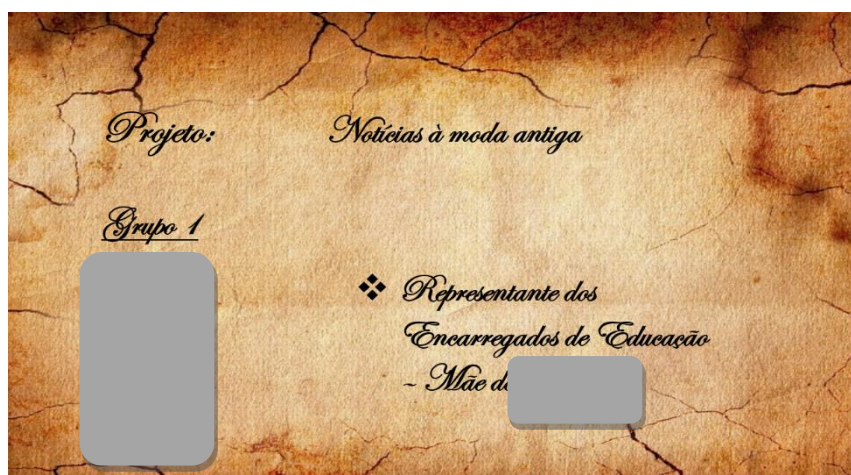 Projeto: Notícias à moda antiga
Grupo 1
❖ Representante dos
Encarregados de Educação
~ Mãe